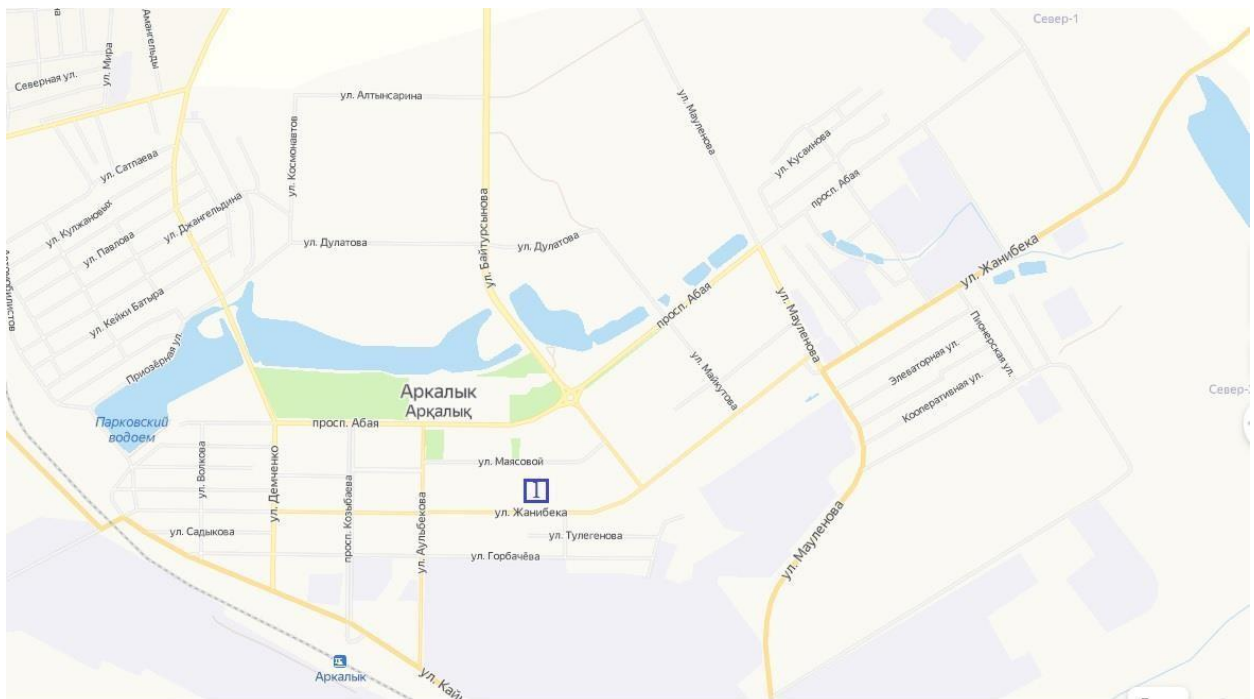 Север-1
Амангельды
ул. Мира
Северная ул.
ул. Алтынсарина
ул. Мауленова
ул. Космонавтов
ул. Кусаинова
ул. Сатпаева
просп. Абая
ул. Кулжановых
ул. Джангельдина
ул. Павлова
ул. Байтурсынова
ул. Дулатова
ул. Дулатова
ул. Жанибека
ул. Кейки Батыра
просп. Абая
ул. Мауленова
Приозёрная ул.
Пионерская ул.
Элеваторная ул.
ул. Майкутова
Кооперативная ул.
Аркалык
Арқалық
Парковский
водоем
просп. Абая
ул. Волкова
ул. Демченко
ул. Маясовой
просп. Козыбаева
ул. Аульбекова
1
ул. Жанибека
ул. Садыкова
ул. Тулегенова
ул. Горбачёва
ул. Мауленова
Аркалык